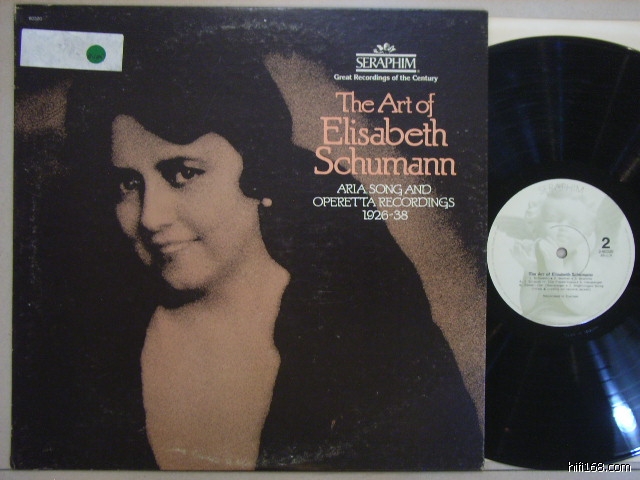 SERAPHIM
Great Recordings of the Century
The Art of
Elisabeth
Schumann
ARIA, SONG AND
OPERETTA RECORDINGS
1926-38
2
The Art of Elisabeth Schumann
hifi168.com